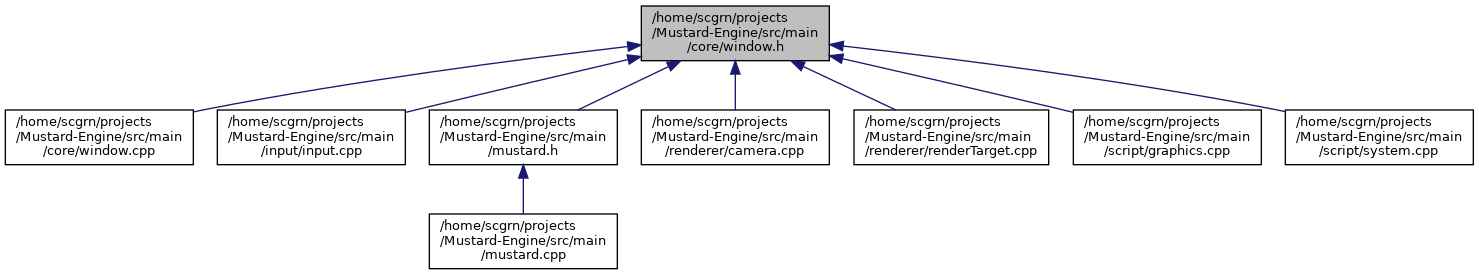 /home/scgrn/projects
/Mustard-Engine/src/main
/core/window.h
/home/scgrn/projects
/Mustard-Engine/src/main
/core/window.cpp
/home/scgrn/projects
/Mustard-Engine/src/main
/input/input.cpp
/home/scgrn/projects
/Mustard-Engine/src/main
/mustard.h
/home/scgrn/projects
/Mustard-Engine/src/main
/renderer/camera.cpp
/home/scgrn/projects
/Mustard-Engine/src/main
/renderer/renderTarget.cpp
/home/scgrn/projects
/Mustard-Engine/src/main
/script/graphics.cpp
/home/scgrn/projects
/Mustard-Engine/src/main
/script/system.cpp
/home/scgrn/projects
/Mustard-Engine/src/main
/mustard.cpp